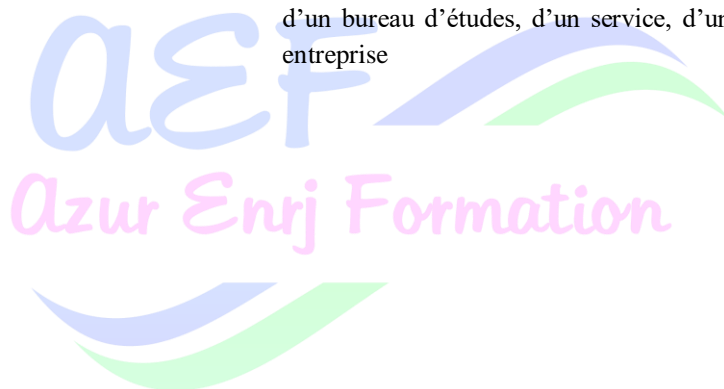 d’un bureau d’études, d’un service, d’un
entreprise
aEF
Azur Enrj Formation